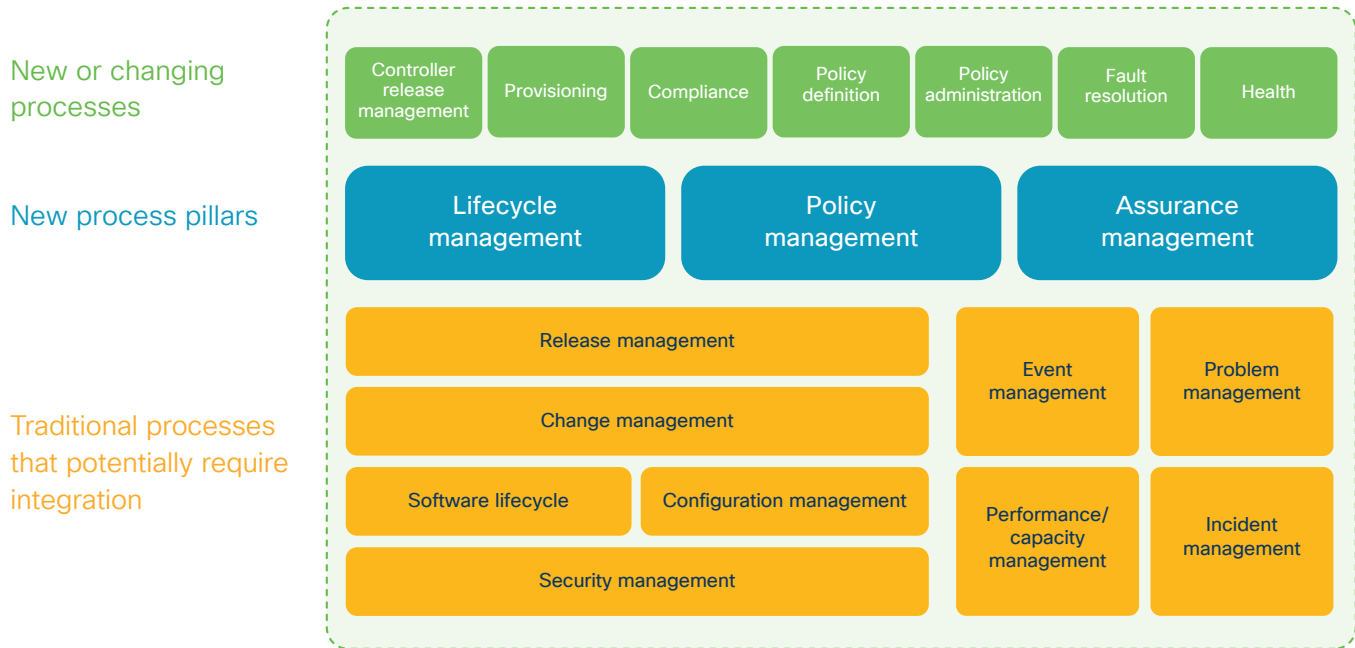 New or changing
processes
Controller
release
management
Provisioning
Compliance
Policy
definition
Policy
administration
Fault
resolution
Health
New process pillars
Lifecycle
management
Policy
management
Assurance
management
Traditional processes
that potentially require
integration
Release management
Change management
Software lifecycle
Configuration management
Security management
Event
management
Problem
management
Performance/
capacity
management
Incident
management